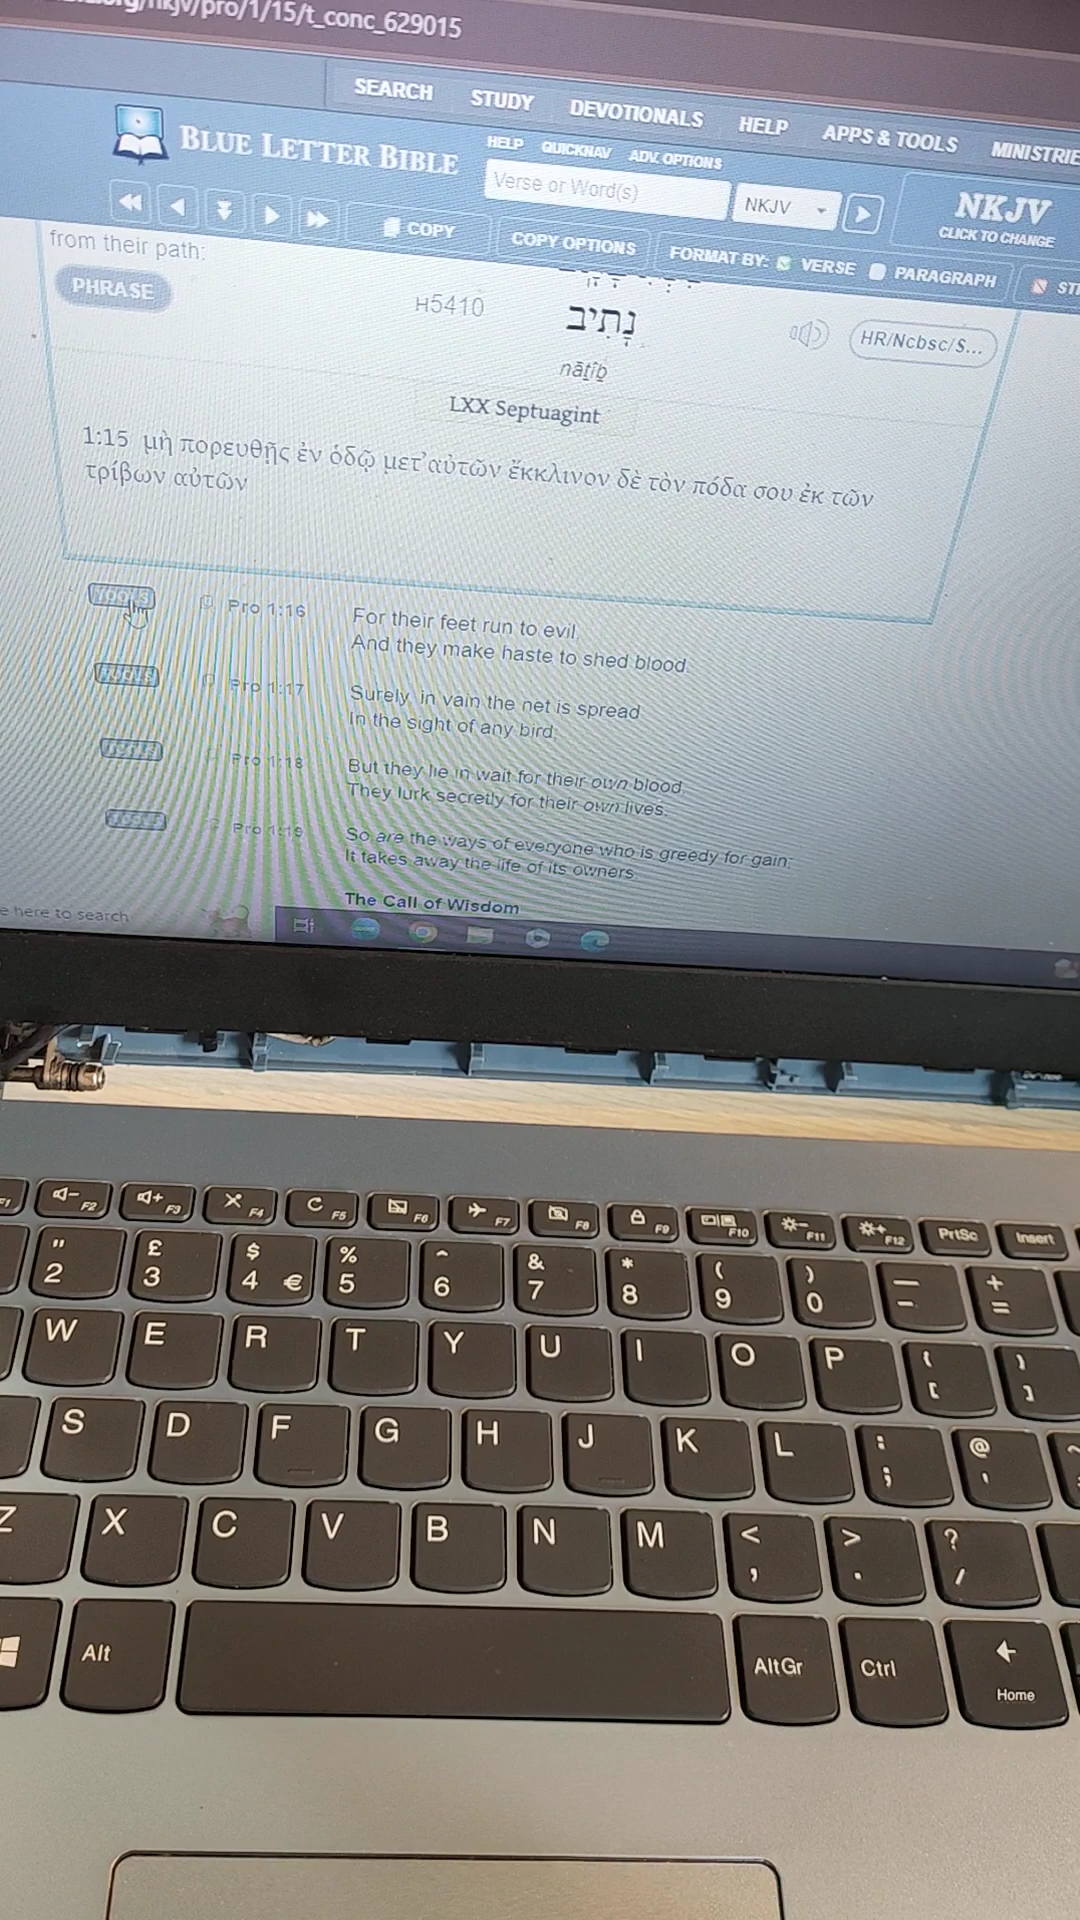 /nkjv/pro/1/15/t_conc_629015
SEARCH STUDY DEVOTIONALS HELP APPS & TOOLS MINISTRIE
BLUE LETTER BIBLE
HELP QUICKNAV ADV. OPTIONS
Verse or Word(s) NKJV
NKJV
CLICK TO CHANGE
COPY COPY OPTIONS FORMAT BY: VERSE PARAGRAPH
from their path:
PHRASE H5410 נָתִיב HR/Ncbsc/S...
nāṯîḇ
LXX Septuagint
1:15 μὴ πορευθῇς ἐν ὁδῷ μετ᾽αὐτῶν ἔκκλινον δὲ τὸν πόδα σου ἐκ τῶν
τρίβων αὐτῶν
TOOLS Pro 1:16 For their feet run to evil,
And they make haste to shed blood.
TOOLS Pro 1:17 Surely, in vain the net is spread
In the sight of any bird;
TOOLS Pro 1:18 But they lie in wait for their own blood,
They lurk secretly for their own lives.
TOOLS Pro 1:19 So are the ways of everyone who is greedy for gain;
It takes away the life of its owners.
The Call of Wisdom
e here to search
F1 F2 F3 F4 F5 F6 F7 F8 F9 F10 F11 F12 PrtSc Insert
" £ $ % ^ & * ( ) — +
2 3 4 € 5 6 7 8 9 0 - =
W E R T Y U I O P { }
[ ]
S D F G H J K L : @ ~
; '
Z X C V B N M < > ?
, . /
Alt AltGr Ctrl Home